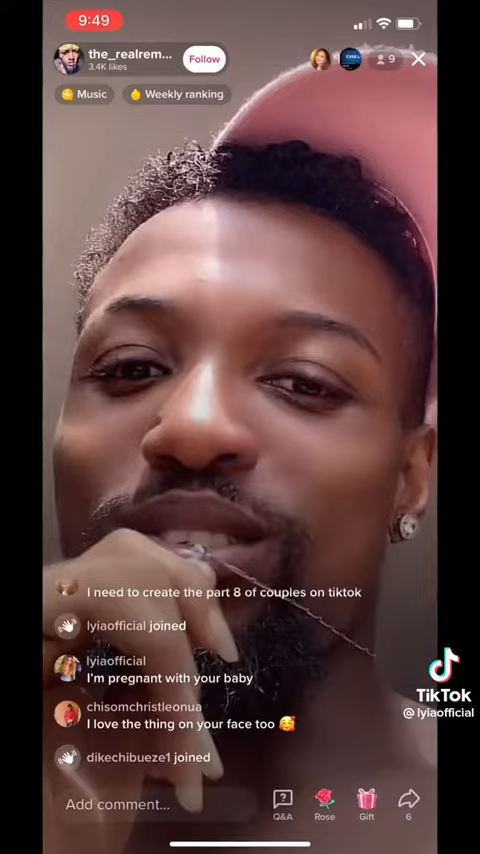 9:49
the_realrem...
3.4K likes
Follow
9
Music
Weekly ranking
I need to create the part 8 of couples on tiktok
lyiaofficial joined
lyiaofficial
I'm pregnant with your baby
chisomchristleonua
I love the thing on your face too 🥰
dikechibueze1 joined
TikTok
@lyiaofficial
Add comment...
Q&A
Rose
Gift
6